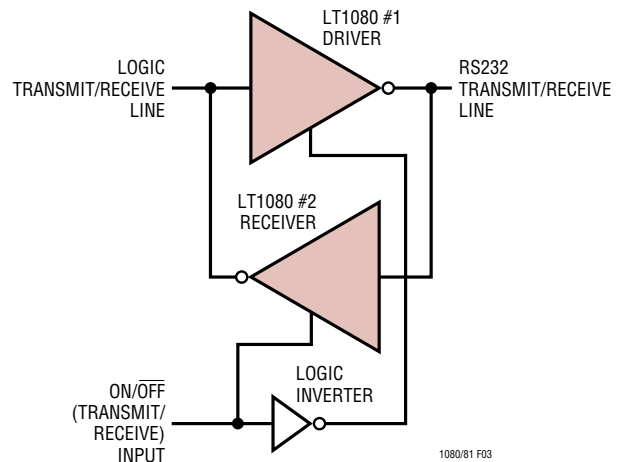 LT1080 #1
DRIVER
LOGIC
TRANSMIT/RECEIVE
LINE
RS232
TRANSMIT/RECEIVE
LINE
LT1080 #2
RECEIVER
LOGIC
INVERTER
ON/O̅F̅F̅
(TRANSMIT/
RECEIVE)
INPUT
1080/81 F03